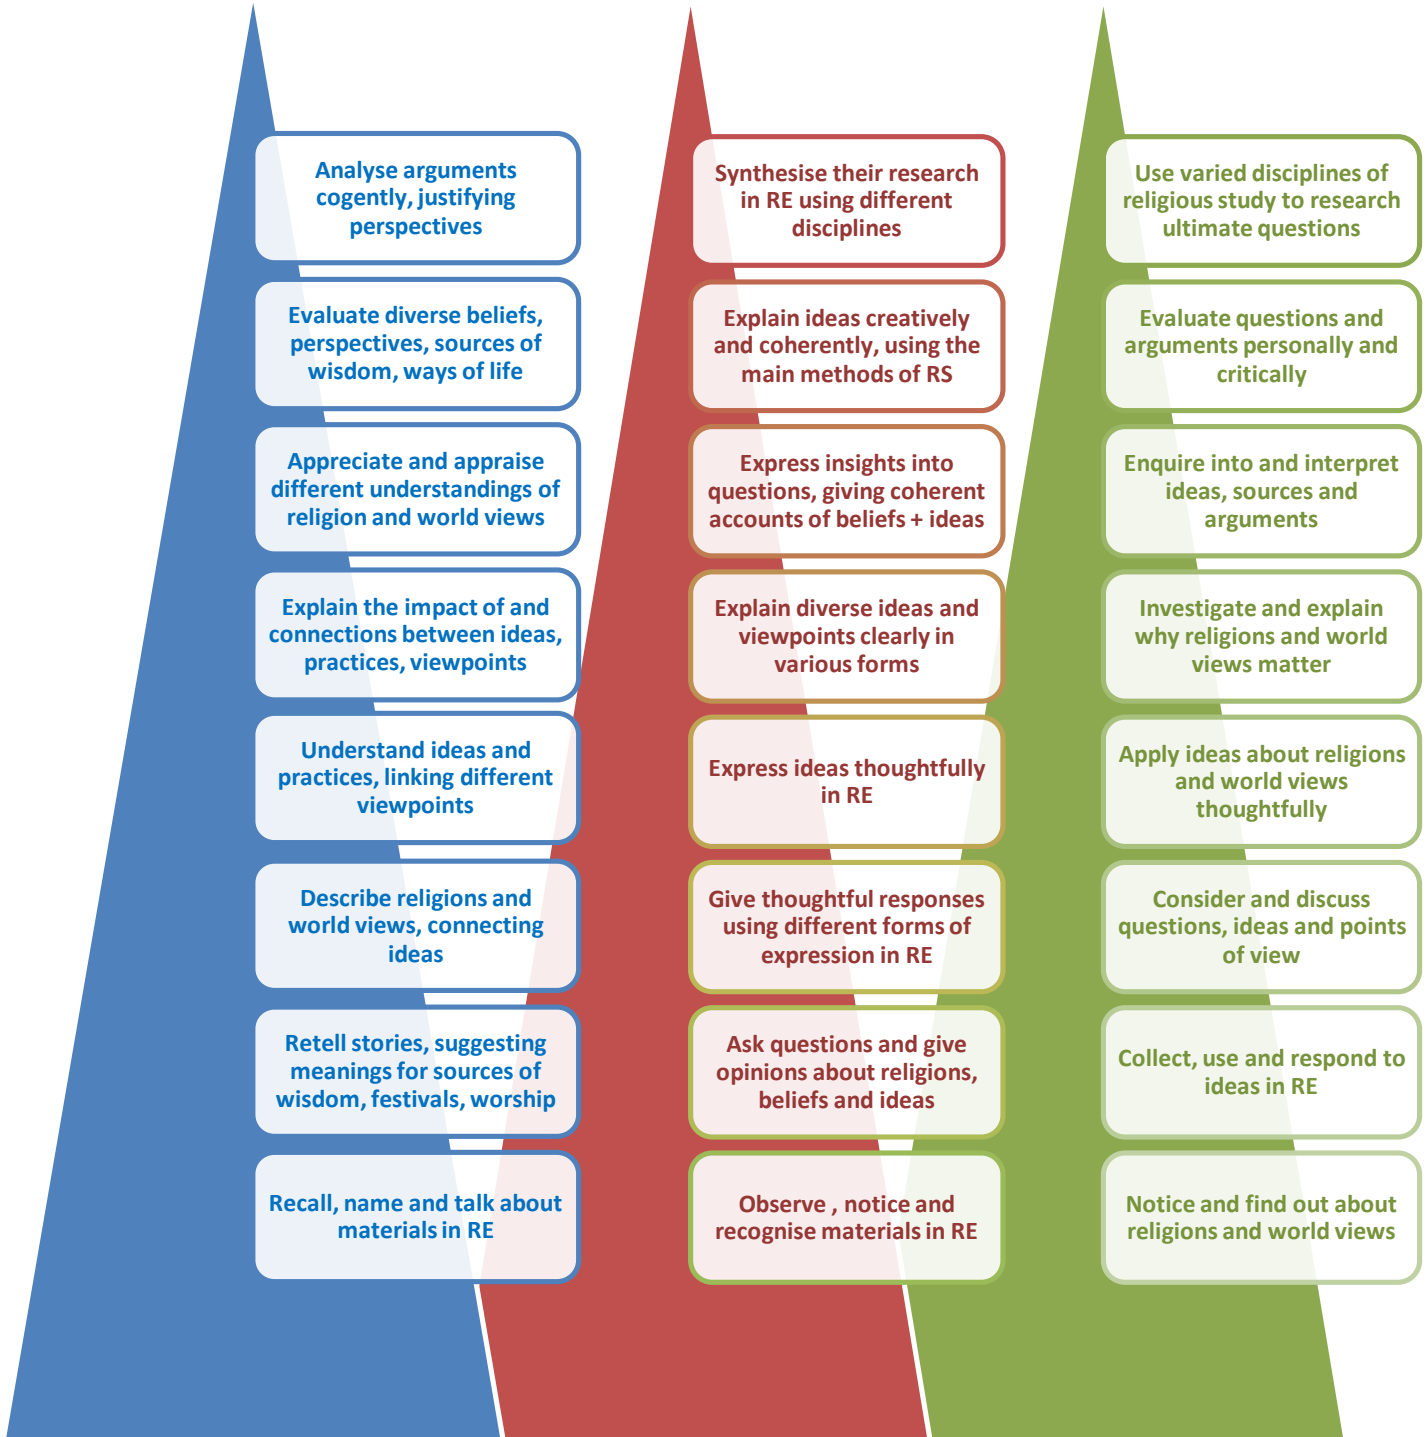 Analyse arguments
cogently, justifying
perspectives
Evaluate diverse beliefs,
perspectives, sources of
wisdom, ways of life
Appreciate and appraise
different understandings of
religion and world views
Explain the impact of and
connections between ideas,
practices, viewpoints
Understand ideas and
practices, linking different
viewpoints
Describe religions and
world views, connecting
ideas
Retell stories, suggesting
meanings for sources of
wisdom, festivals, worship
Recall, name and talk about
materials in RE
Synthesise their research
in RE using different
disciplines
Explain ideas creatively
and coherently, using the
main methods of RS
Express insights into
questions, giving coherent
accounts of beliefs + ideas
Explain diverse ideas and
viewpoints clearly in
various forms
Express ideas thoughtfully
in RE
Give thoughtful responses
using different forms of
expression in RE
Ask questions and give
opinions about religions,
beliefs and ideas
Observe , notice and
recognise materials in RE
Use varied disciplines of
religious study to research
ultimate questions
Evaluate questions and
arguments personally and
critically
Enquire into and interpret
ideas, sources and
arguments
Investigate and explain
why religions and world
views matter
Apply ideas about religions
and world views
thoughtfully
Consider and discuss
questions, ideas and points
of view
Collect, use and respond to
ideas in RE
Notice and find out about
religions and world views